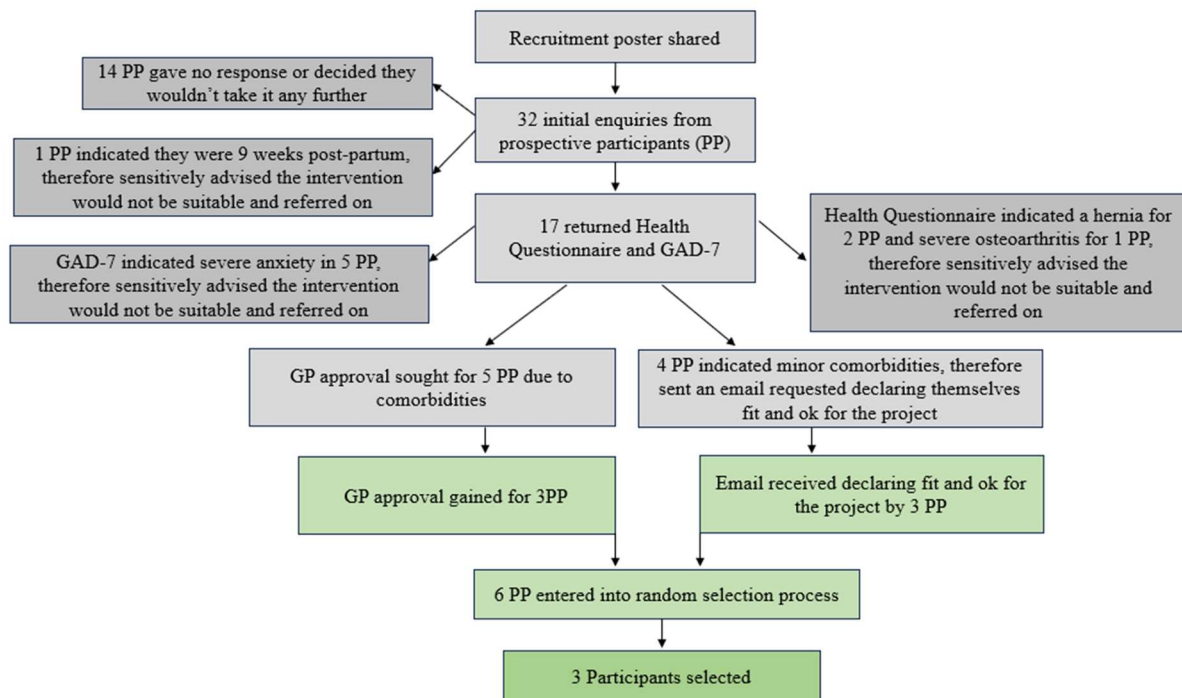 Recruitment poster shared
14 PP gave no response or decided they
wouldn’t take it any further
32 initial enquiries from
prospective participants (PP)
1 PP indicated they were 9 weeks post-partum,
therefore sensitively advised the intervention
would not be suitable and referred on
17 returned Health
Questionnaire and GAD-7
Health Questionnaire indicated a hernia for
2 PP and severe osteoarthritis for 1 PP,
therefore sensitively advised the
intervention would not be suitable and
referred on
GAD-7 indicated severe anxiety in 5 PP,
therefore sensitively advised the intervention
would not be suitable and referred on
GP approval sought for 5 PP due to
comorbidities
4 PP indicated minor comorbidities, therefore
sent an email requested declaring themselves
fit and ok for the project
GP approval gained for 3PP
Email received declaring fit and ok for
the project by 3 PP
6 PP entered into random selection process
3 Participants selected